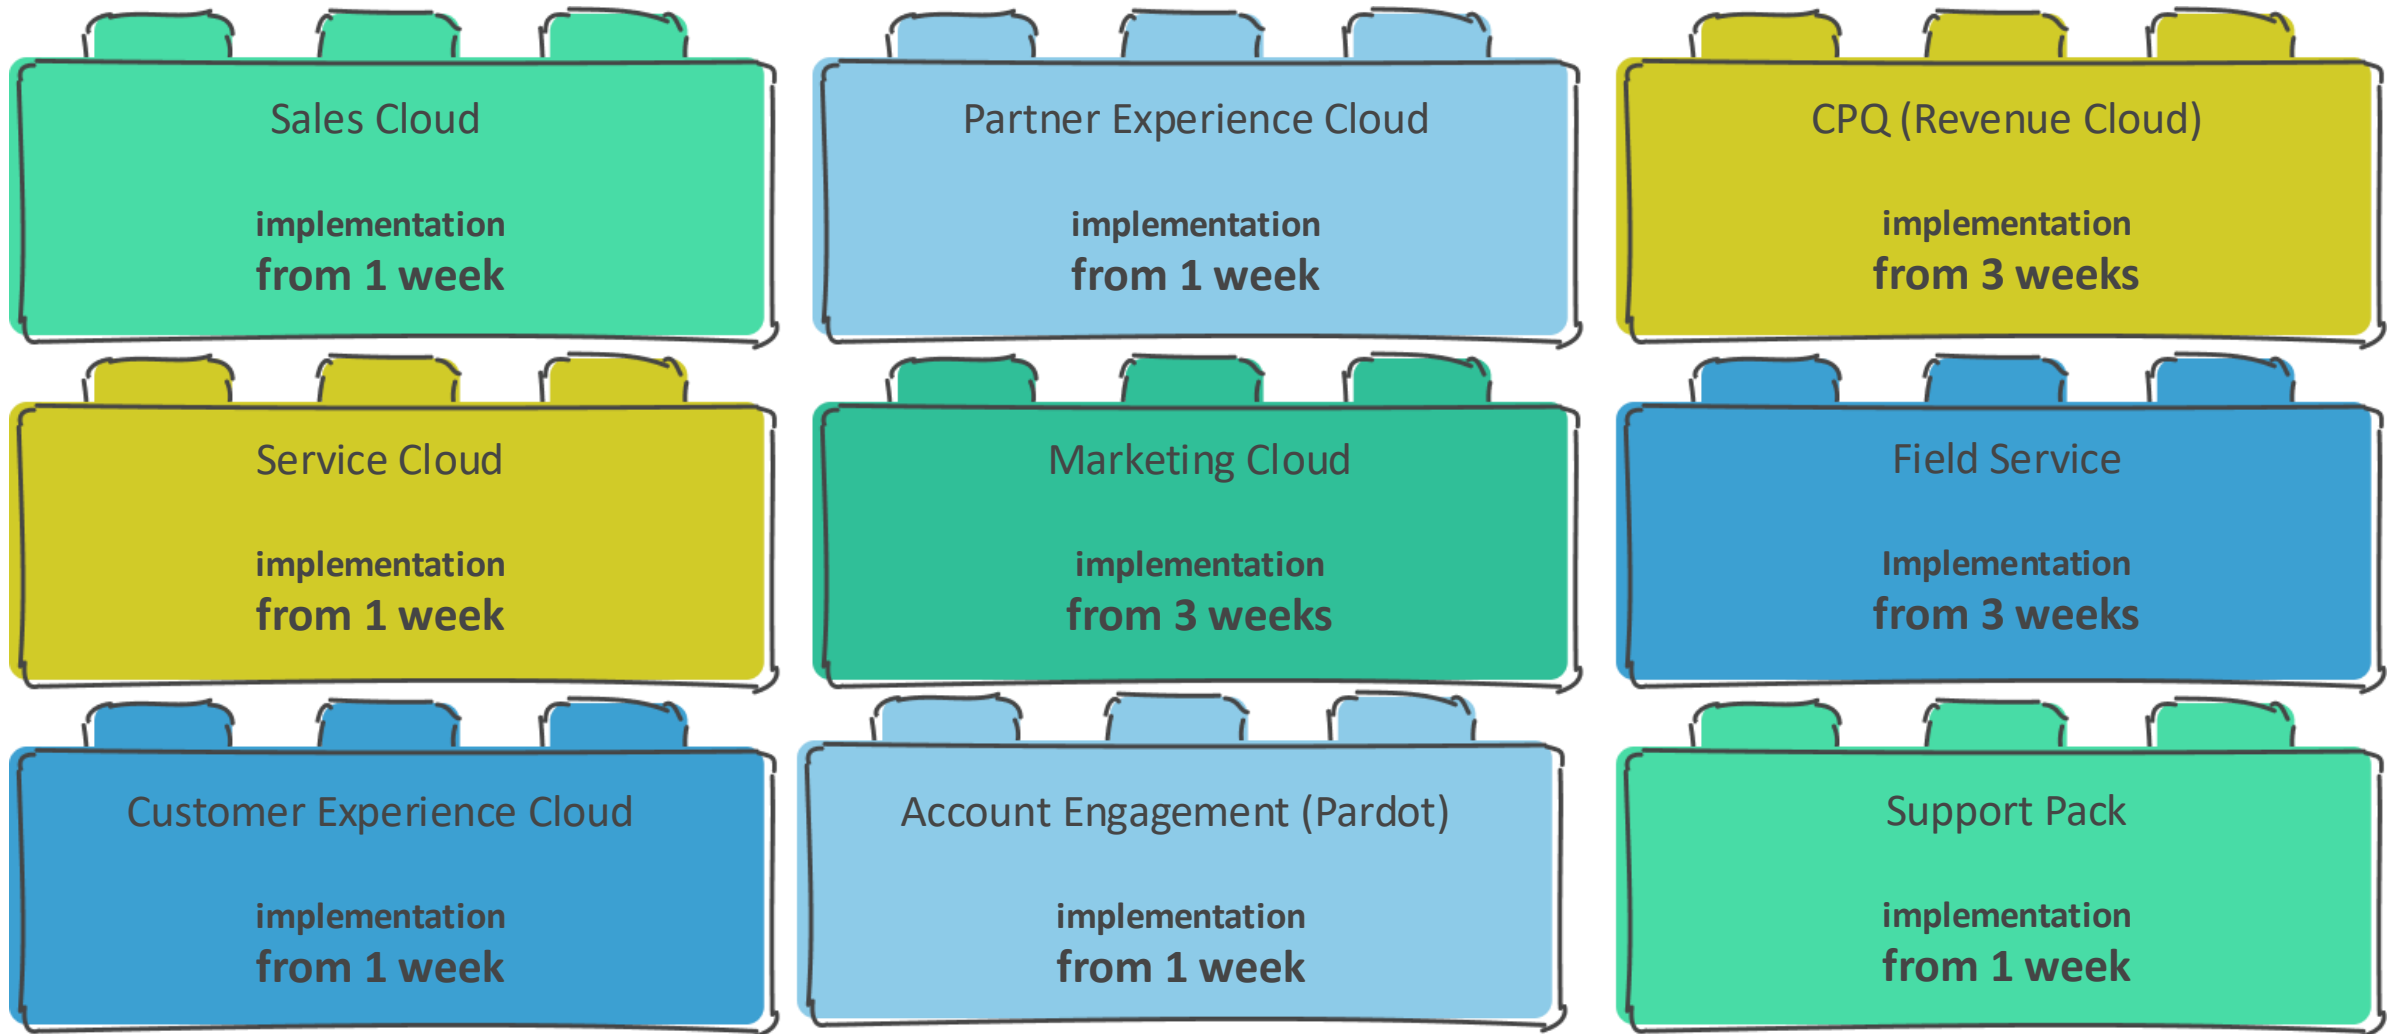 Sales Cloud
implementation
from 1 week
Partner Experience Cloud
implementation
from 1 week
CPQ (Revenue Cloud)
implementation
from 3 weeks
Service Cloud
implementation
from 1 week
Marketing Cloud
implementation
from 3 weeks
Field Service
Implementation
from 3 weeks
Customer Experience Cloud
implementation
from 1 week
Account Engagement (Pardot)
implementation
from 1 week
Support Pack
implementation
from 1 week